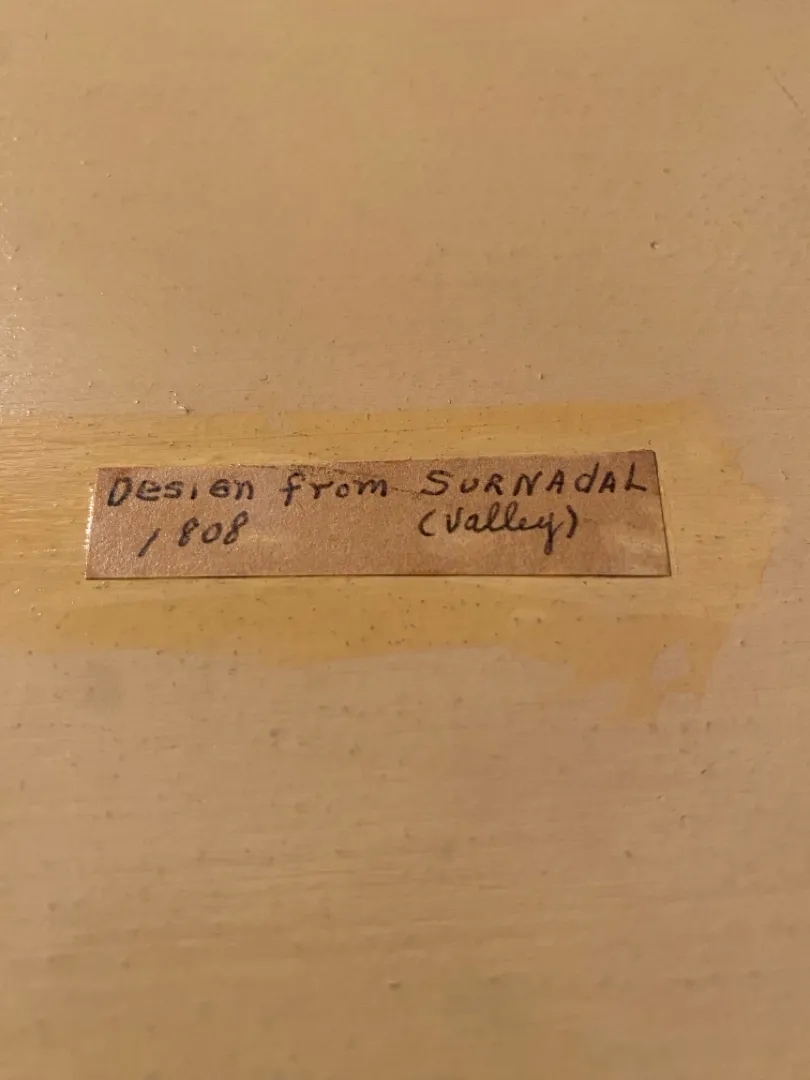 Design from SURNAdAL
1808 (Valley)